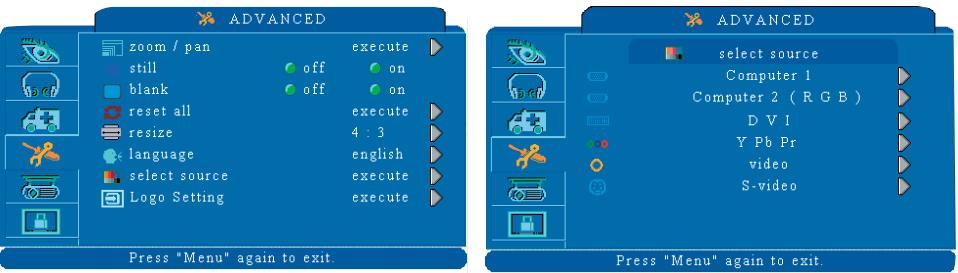 ADVANCED
zoom / pan execute
still off on
blank off on
reset all execute
resize 4 : 3
language english
select source execute
Logo Setting execute
Press "Menu" again to exit.
ADVANCED
select source
Computer 1
Computer 2 ( R G B )
D V I
Y Pb Pr
video
S-video
Press "Menu" again to exit.